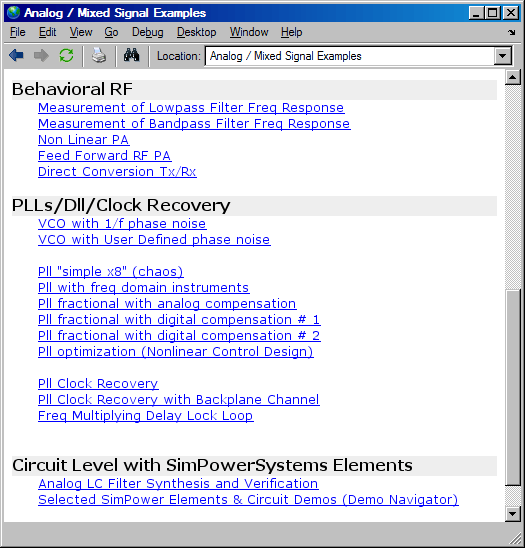 Analog / Mixed Signal Examples
File Edit View Go Debug Desktop Window Help
Location: Analog / Mixed Signal Examples
Behavioral RF
Measurement of Lowpass Filter Freq Response
Measurement of Bandpass Filter Freq Response
Non Linear PA
Feed Forward RF PA
Direct Conversion Tx/Rx
PLLs/Dll/Clock Recovery
VCO with 1/f phase noise
VCO with User Defined phase noise
Pll "simple x8" (chaos)
Pll with freq domain instruments
Pll fractional with analog compensation
Pll fractional with digital compensation # 1
Pll fractional with digital compensation # 2
Pll optimization (Nonlinear Control Design)
Pll Clock Recovery
Pll Clock Recovery with Backplane Channel
Freq Multiplying Delay Lock Loop
Circuit Level with SimPowerSystems Elements
Analog LC Filter Synthesis and Verification
Selected SimPower Elements & Circuit Demos (Demo Navigator)